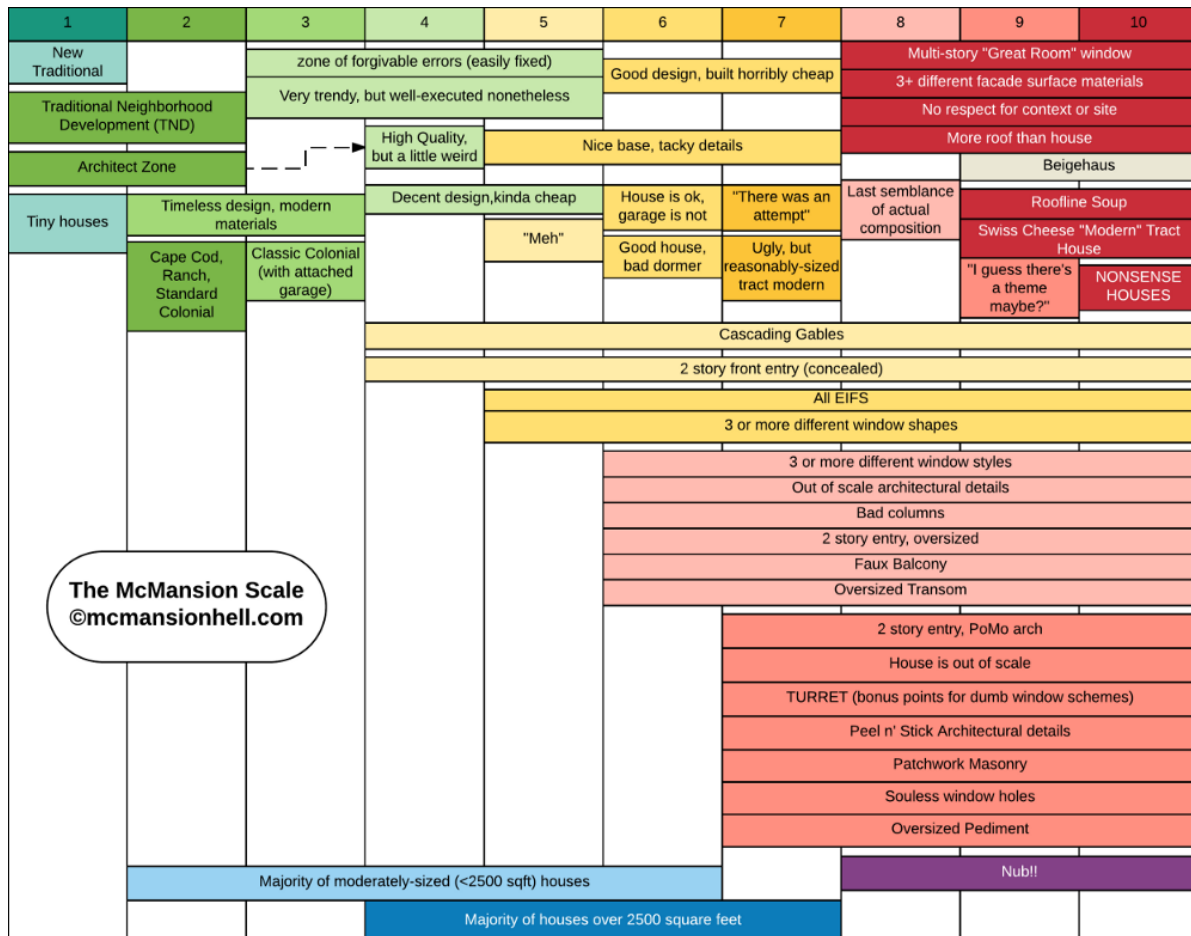 1 2 3 4 5 6 7 8 9 10
New
Traditional
zone of forgivable errors (easily fixed)
Very trendy, but well-executed nonetheless
Good design, built horribly cheap
Multi-story "Great Room" window
3+ different facade surface materials
No respect for context or site
More roof than house
Traditional Neighborhood
Development (TND)
High Quality,
but a little weird
Nice base, tacky details
Architect Zone
Beigehaus
Tiny houses
Timeless design, modern
materials
Decent design,kinda cheap
House is ok,
garage is not
"There was an
attempt"
Last semblance
of actual
composition
Roofline Soup
"Meh"
Swiss Cheese "Modern" Tract
House
Cape Cod,
Ranch,
Standard
Colonial
Classic Colonial
(with attached
garage)
Good house,
bad dormer
Ugly, but
reasonably-sized
tract modern
"I guess there's
a theme
maybe?"
NONSENSE
HOUSES
Cascading Gables
2 story front entry (concealed)
All EIFS
3 or more different window shapes
3 or more different window styles
Out of scale architectural details
Bad columns
2 story entry, oversized
Faux Balcony
Oversized Transom
The McMansion Scale
©mcmansionhell.com
2 story entry, PoMo arch
House is out of scale
TURRET (bonus points for dumb window schemes)
Peel n' Stick Architectural details
Patchwork Masonry
Souless window holes
Oversized Pediment
Nub!!
Majority of moderately-sized (<2500 sqft) houses
Majority of houses over 2500 square feet